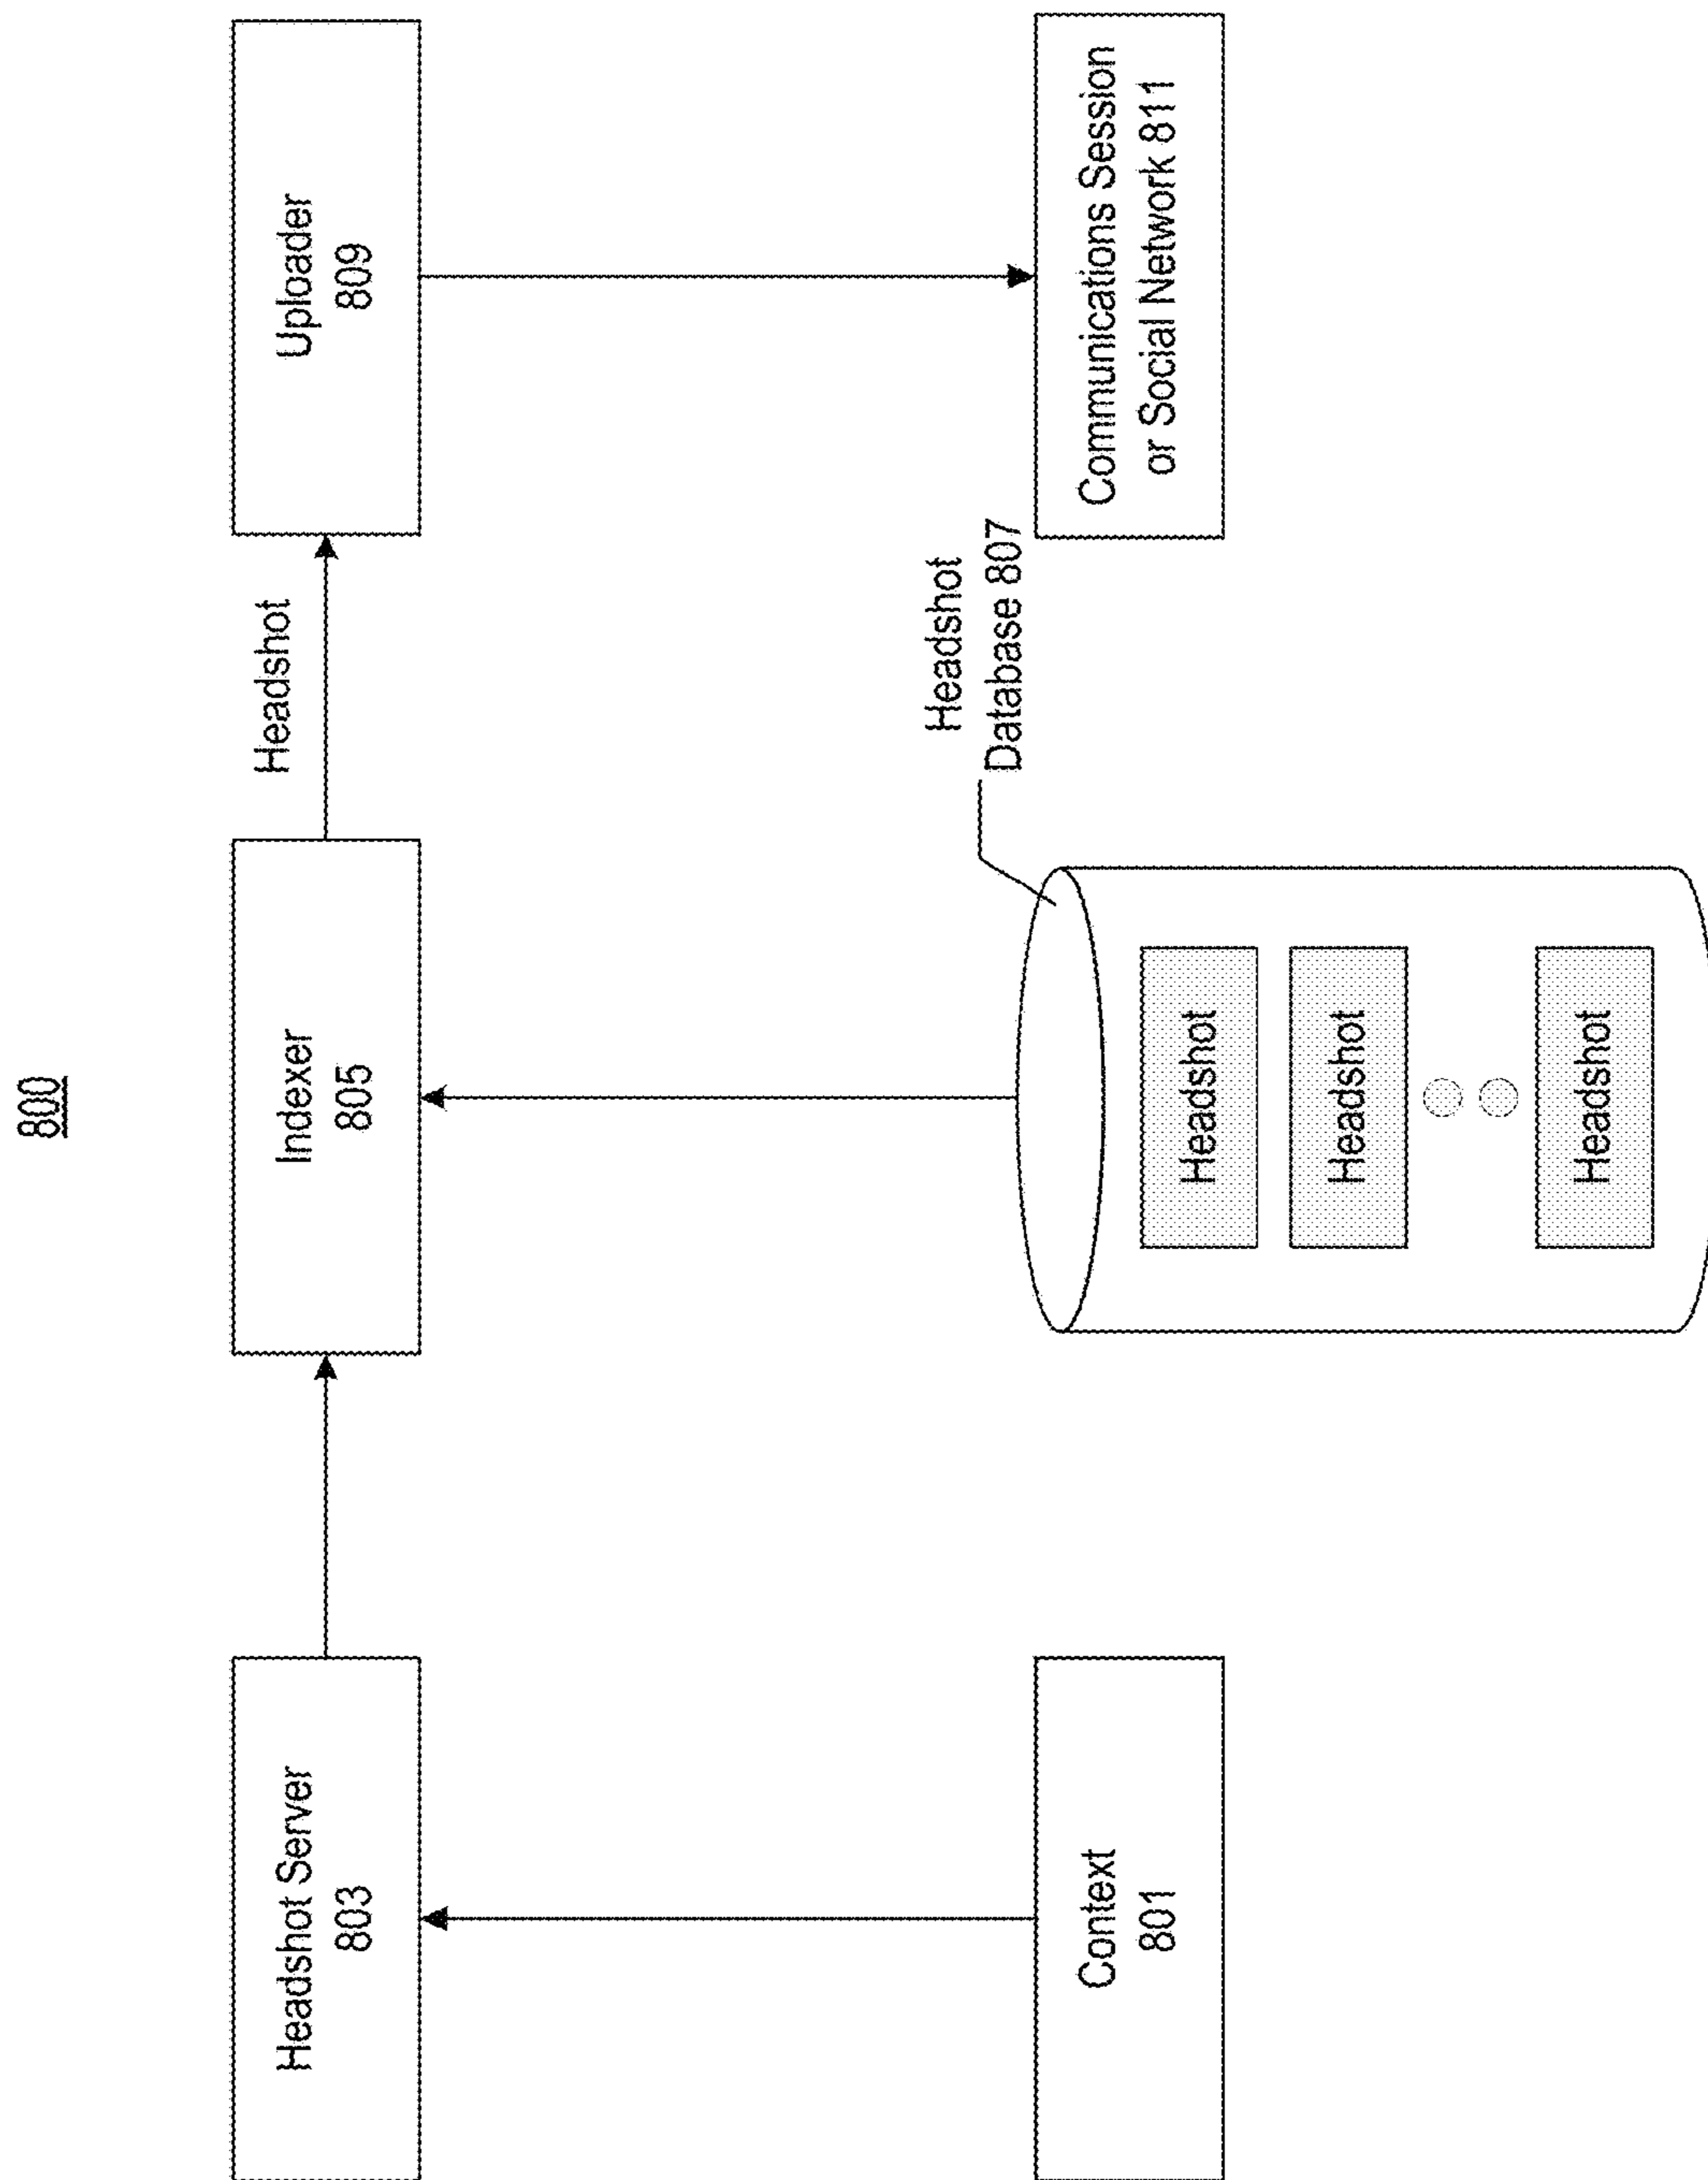 800
Headshot Server
803
Indexer
805
Headshot
Uploader
809
Context
801
Headshot
Database 807
Headshot
Headshot
Headshot
Communications Session
or Social Network 811